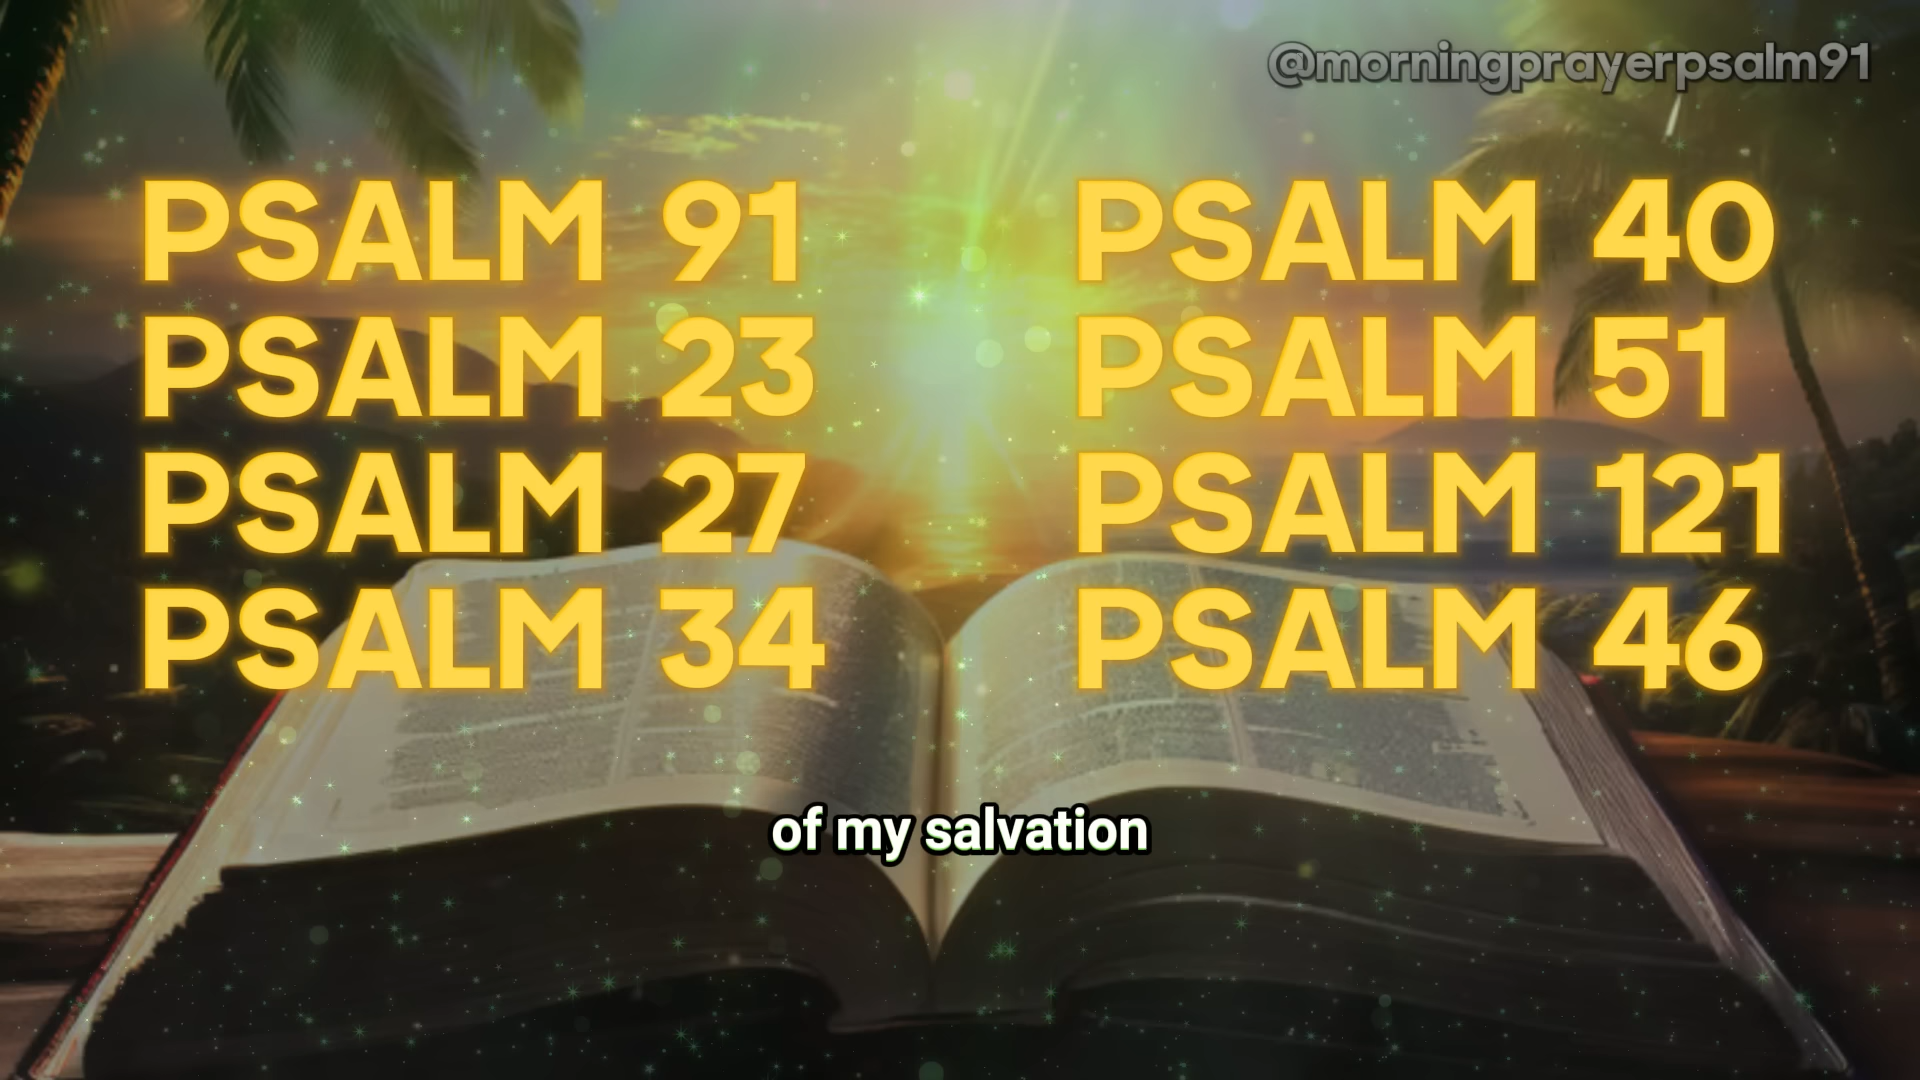 @morningprayerpsalm91
PSALM 91
PSALM 23
PSALM 27
PSALM 34
PSALM 40
PSALM 51
PSALM 121
PSALM 46
of my salvation